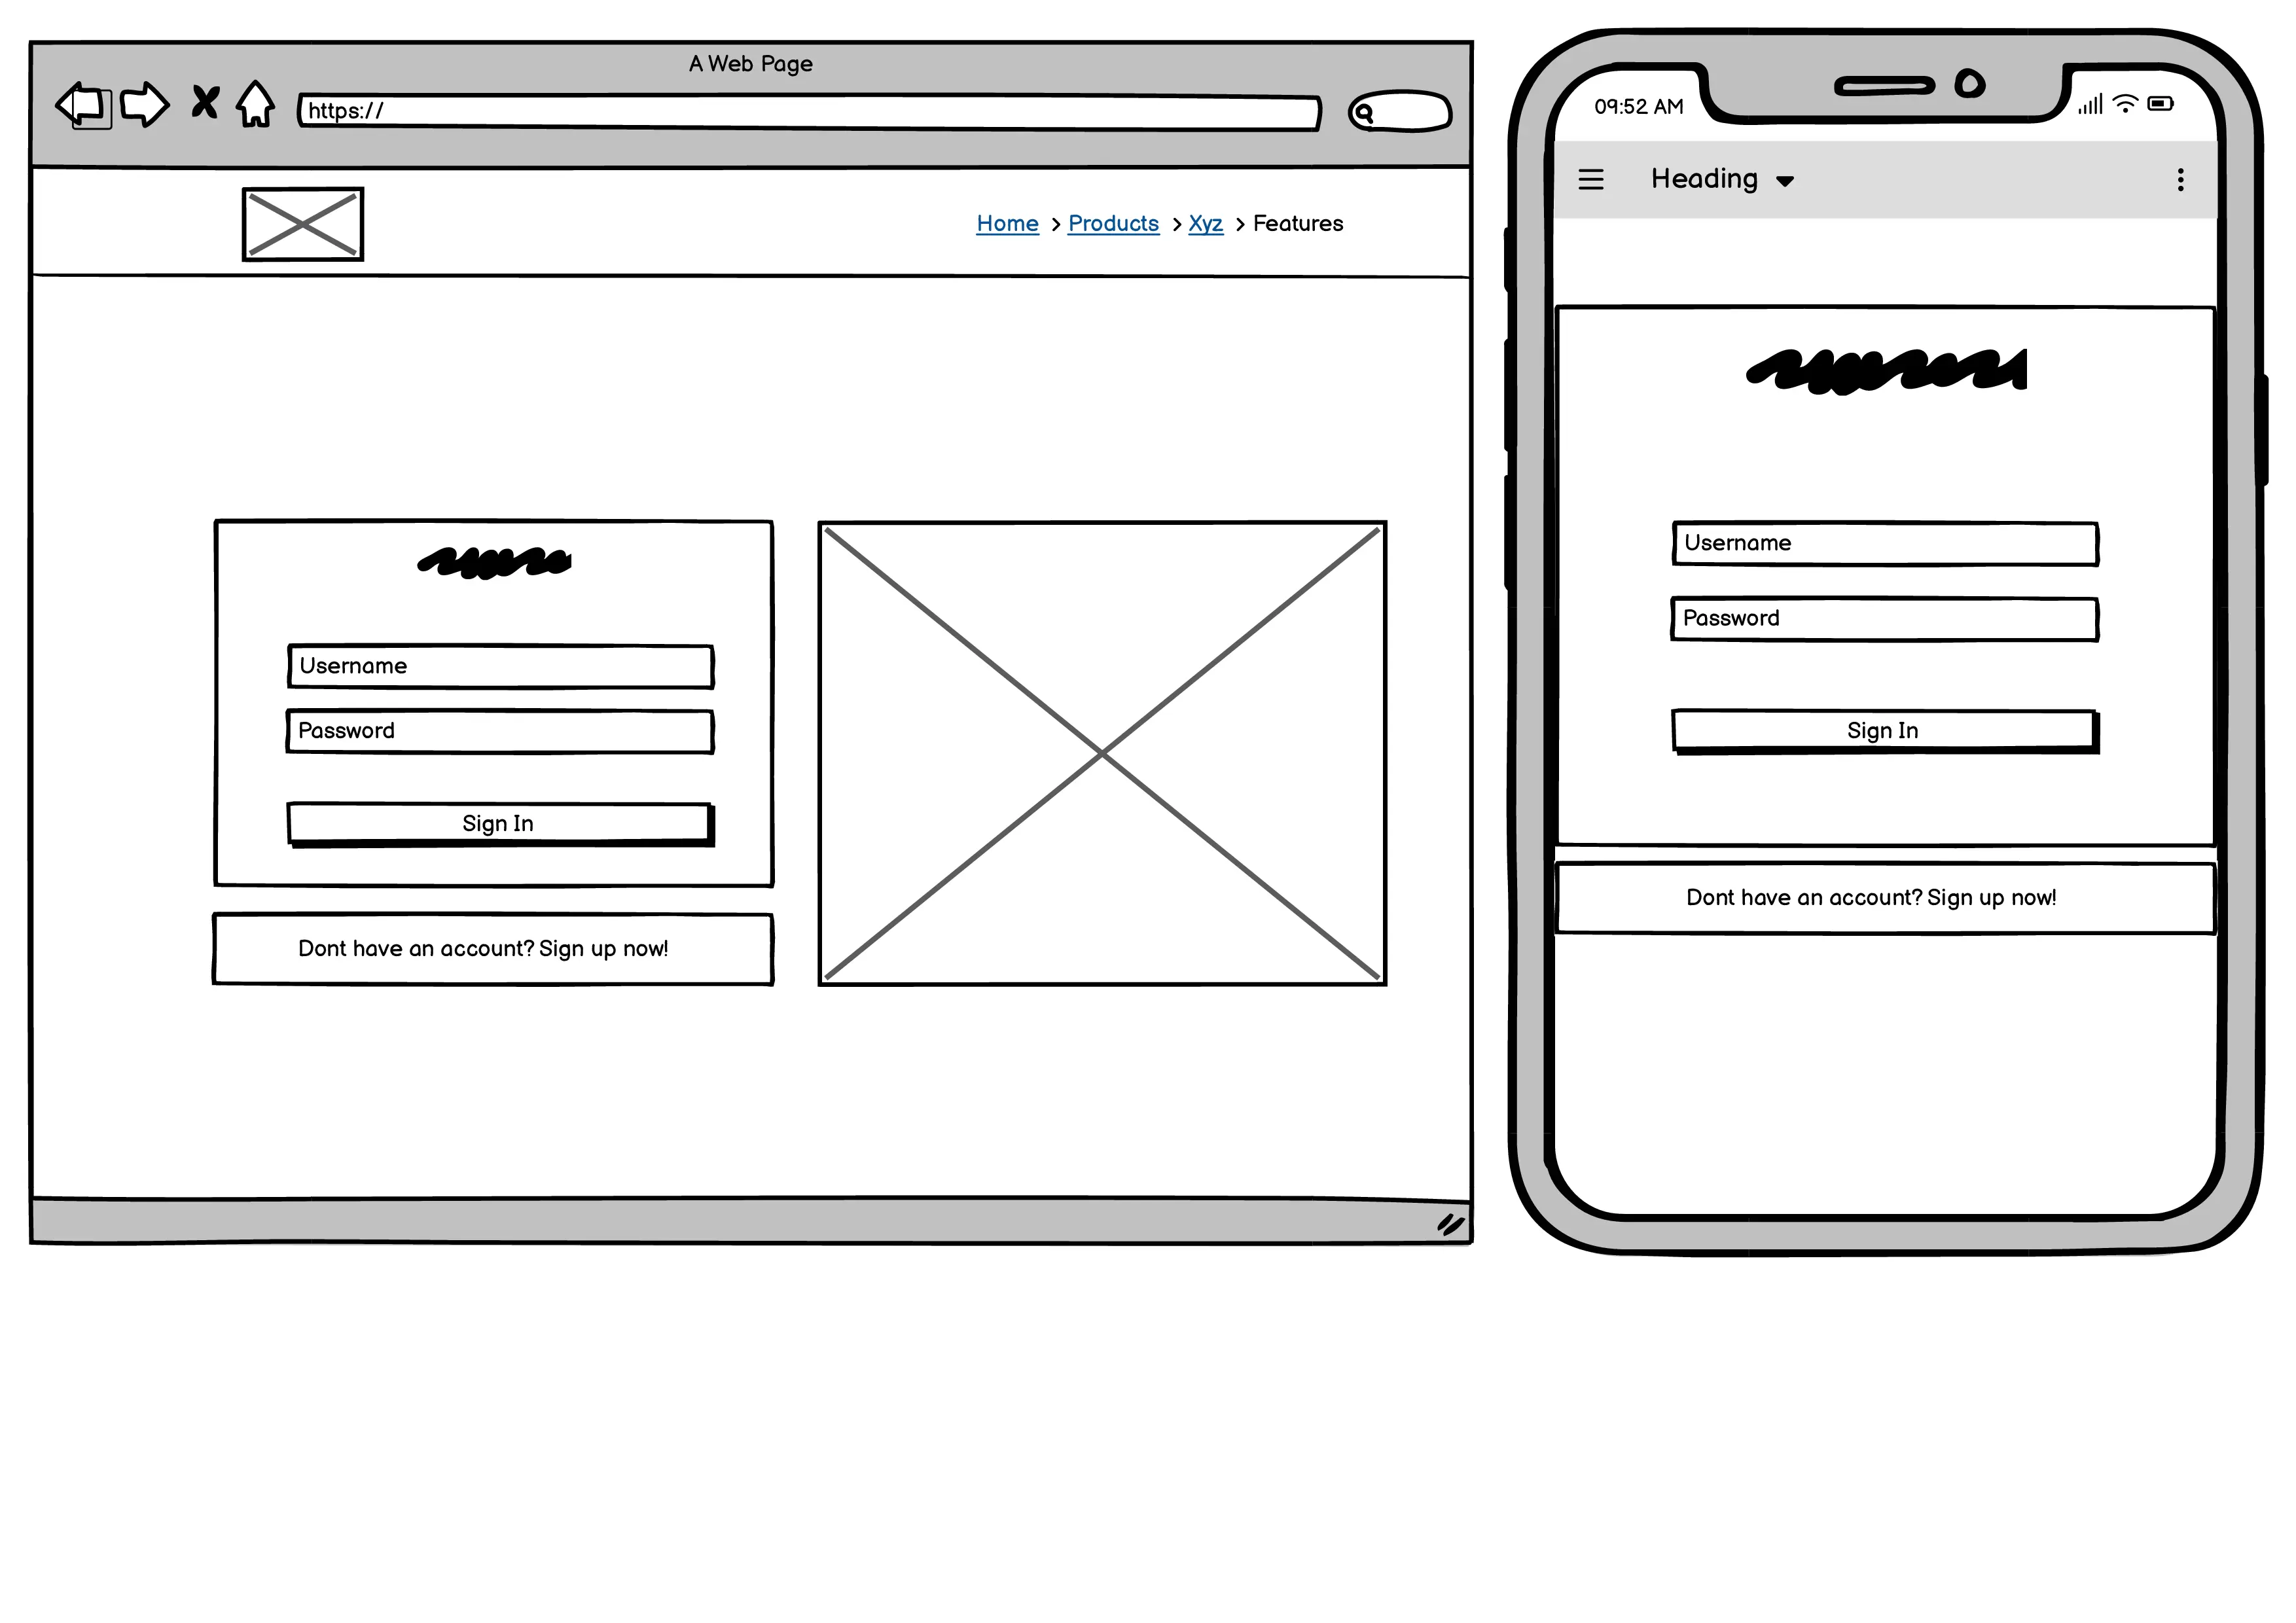 A Web Page
https://
Home > Products > Xyz > Features
Username
Password
Sign In
Dont have an account? Sign up now!
09:52 AM
Heading
Username
Password
Sign In
Dont have an account? Sign up now!